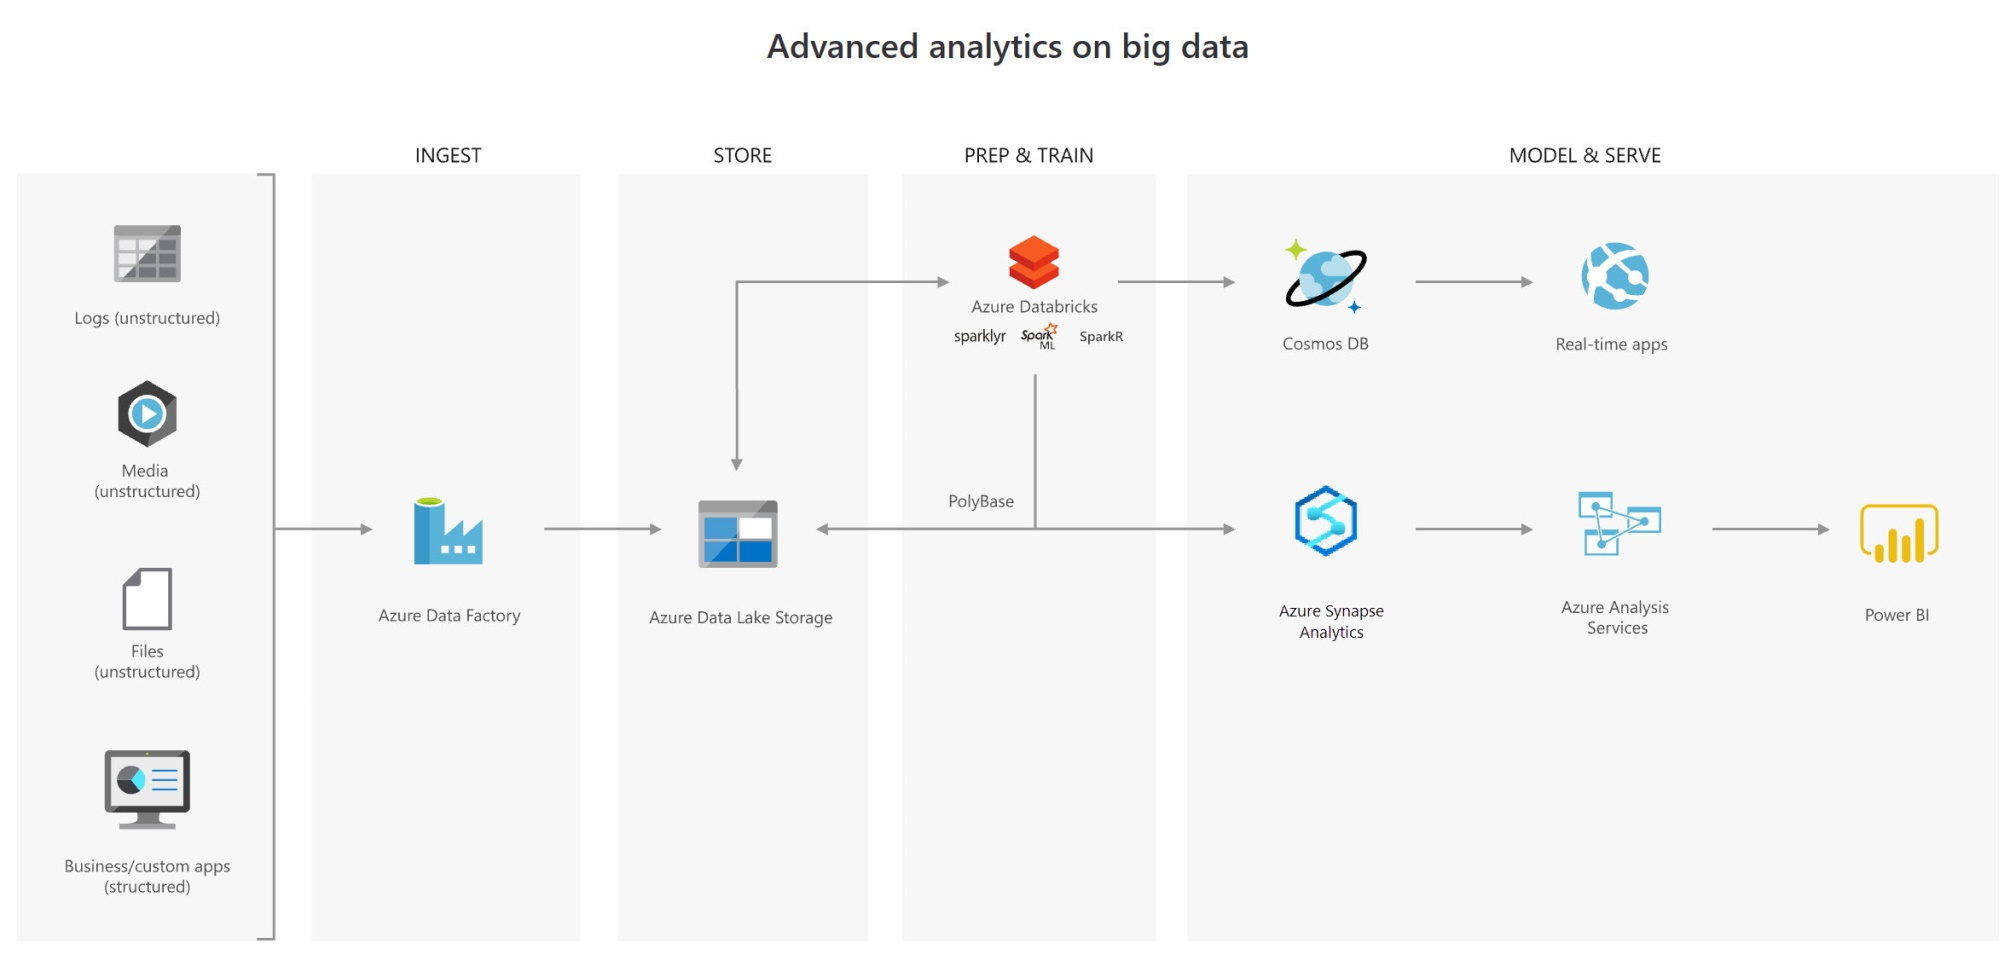 Advanced analytics on big data
INGEST
STORE
PREP & TRAIN
MODEL & SERVE
Logs (unstructured)
Media
(unstructured)
Files
(unstructured)
Business/custom apps
(structured)
Azure Data Factory
Azure Data Lake Storage
Azure Databricks
sparklyr
Spark
ML
SparkR
PolyBase
Cosmos DB
Real-time apps
Azure Synapse
Analytics
Azure Analysis
Services
Power BI